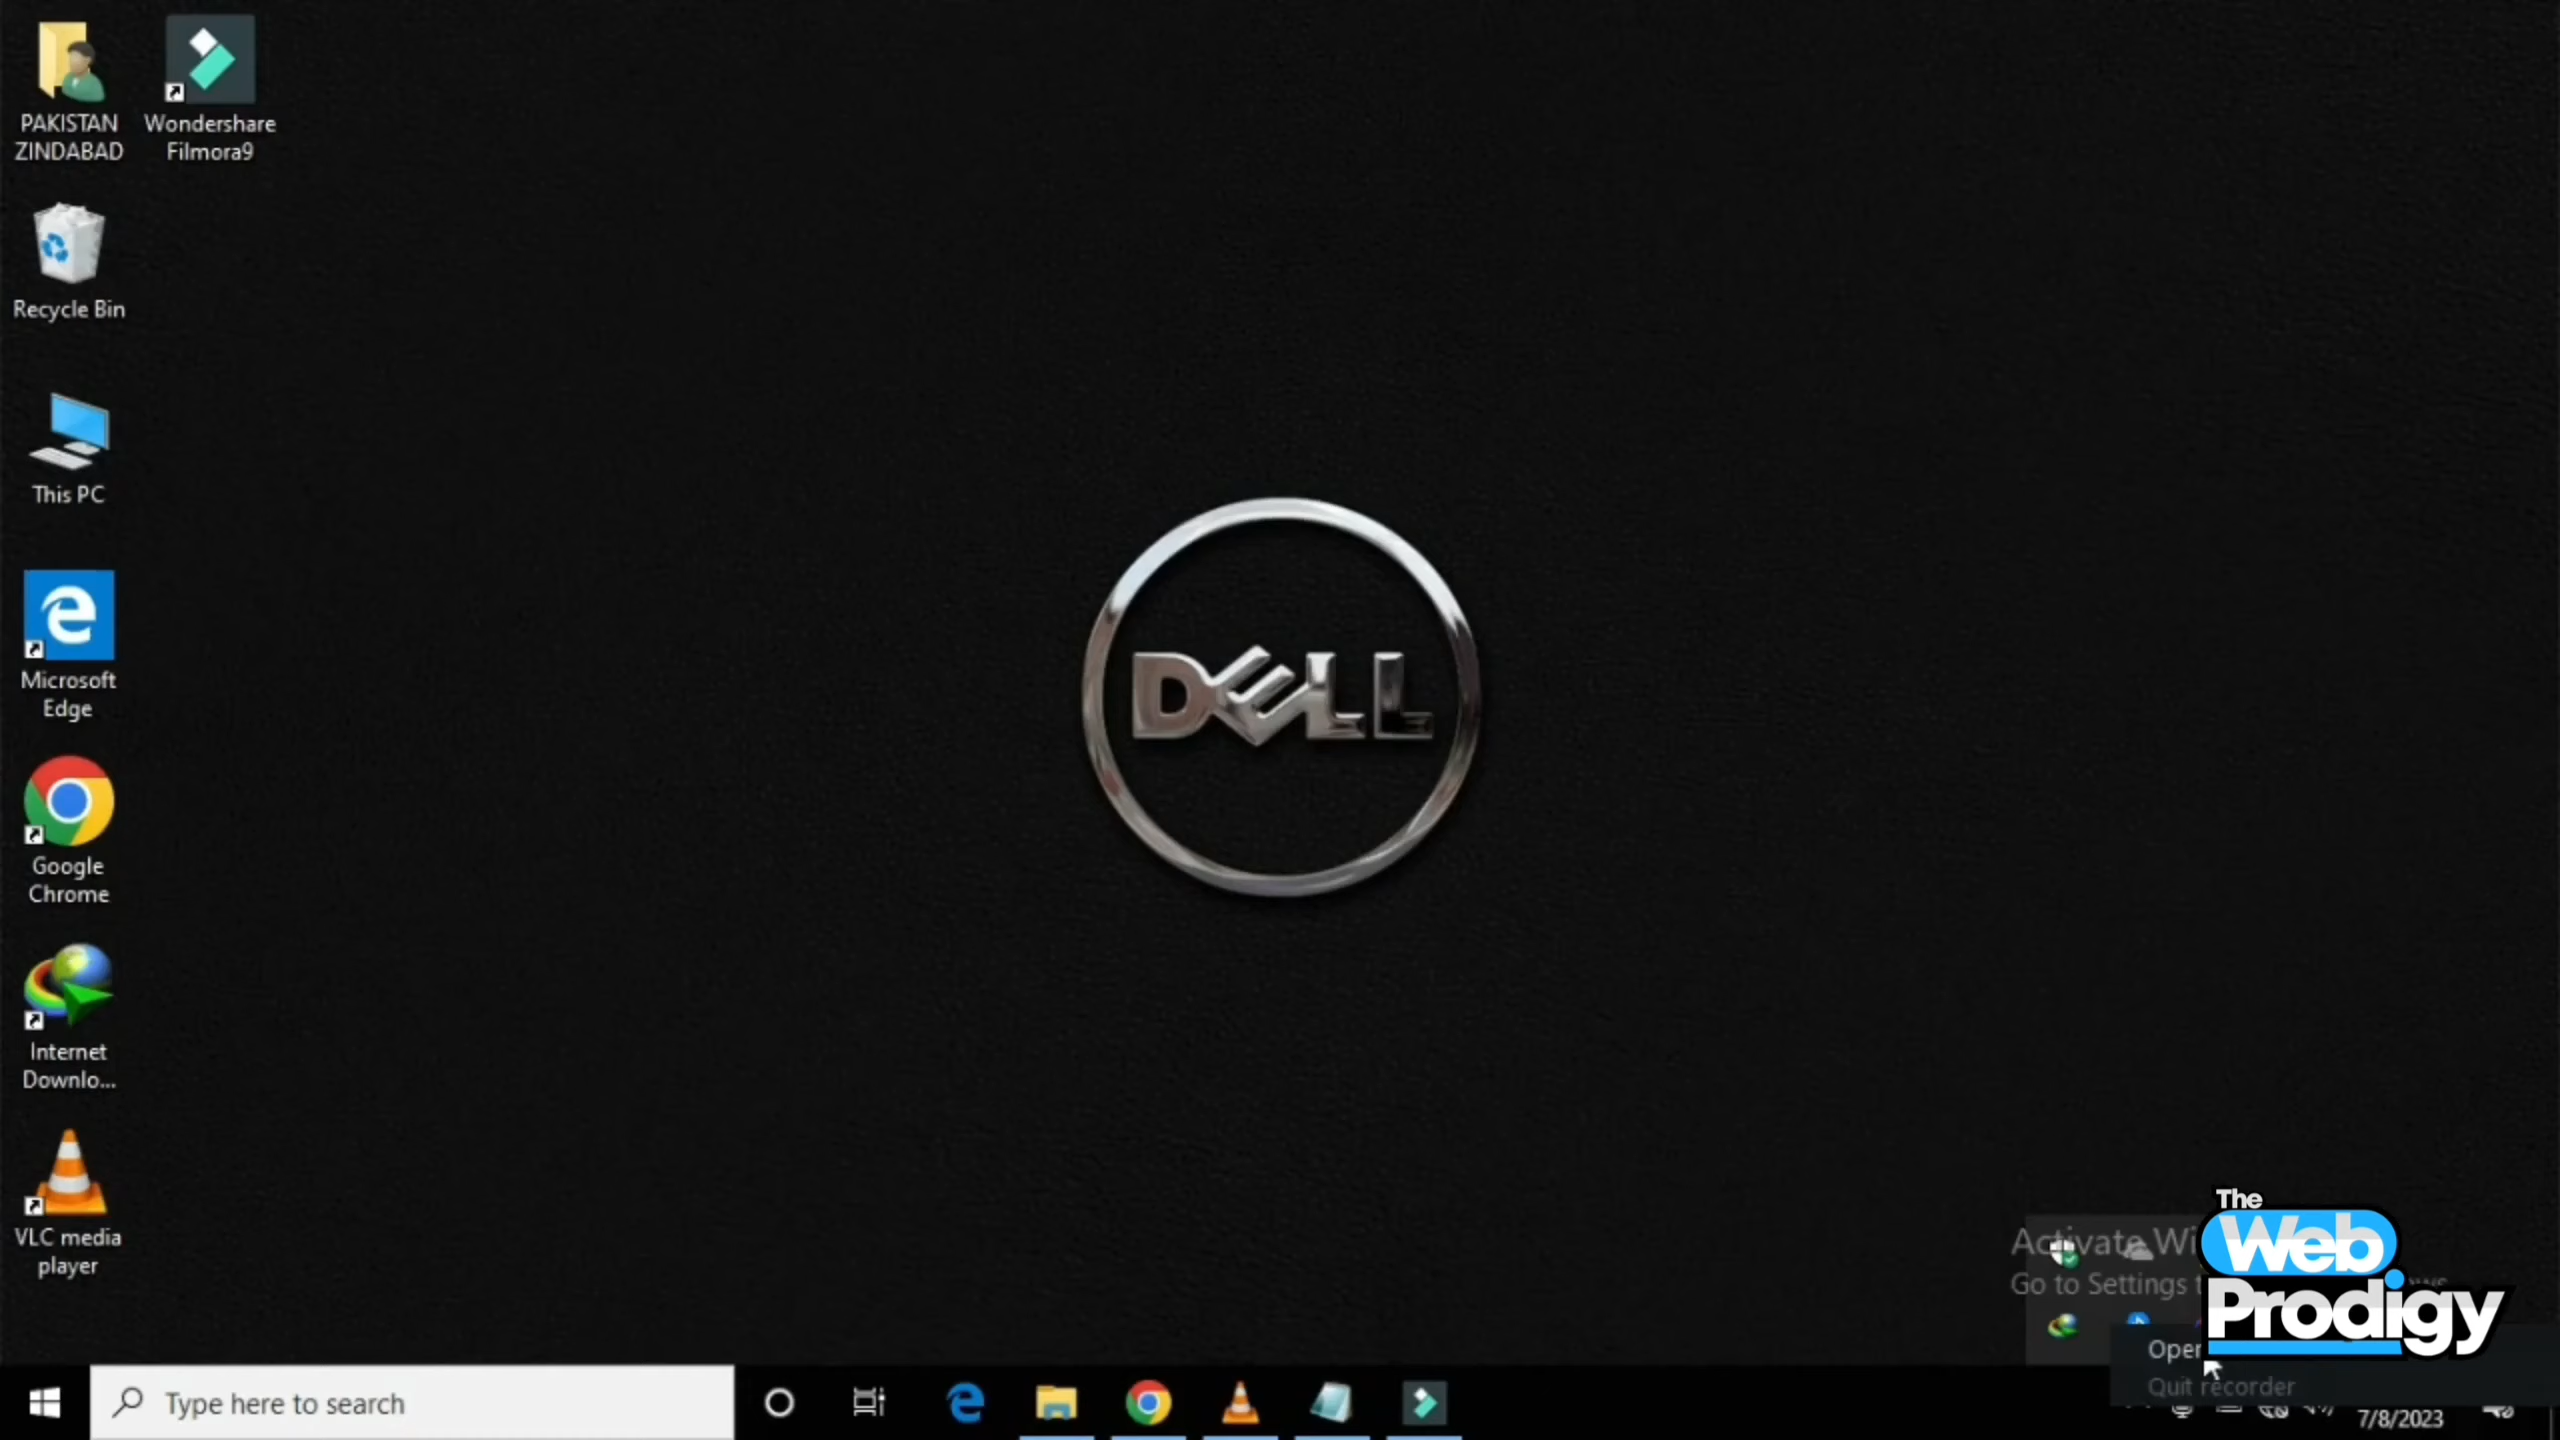 PAKISTAN
ZINDABAD
Wondershare
Filmora9
Recycle Bin
This PC
Microsoft
Edge
Google
Chrome
Internet
Downlo...
VLC media
player
DELL
Activate
Go to Settings
The
Web
Prodigy
Quit recorder
Type here to search
7/8/2023